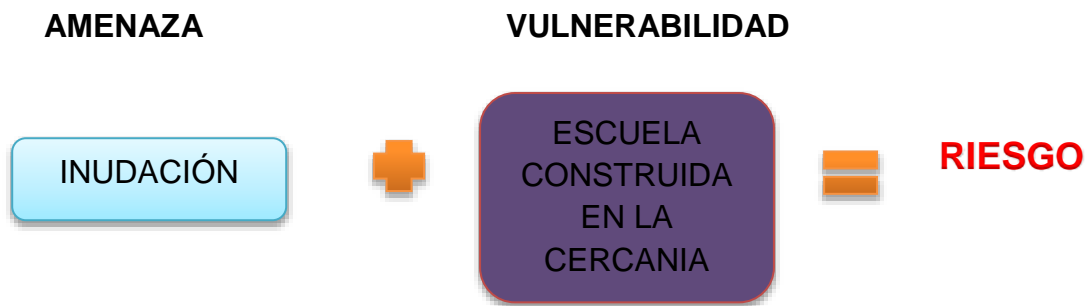 AMENAZA
VULNERABILIDAD
INUDACIÓN
ESCUELA
CONSTRUIDA
EN LA
CERCANIA
RIESGO